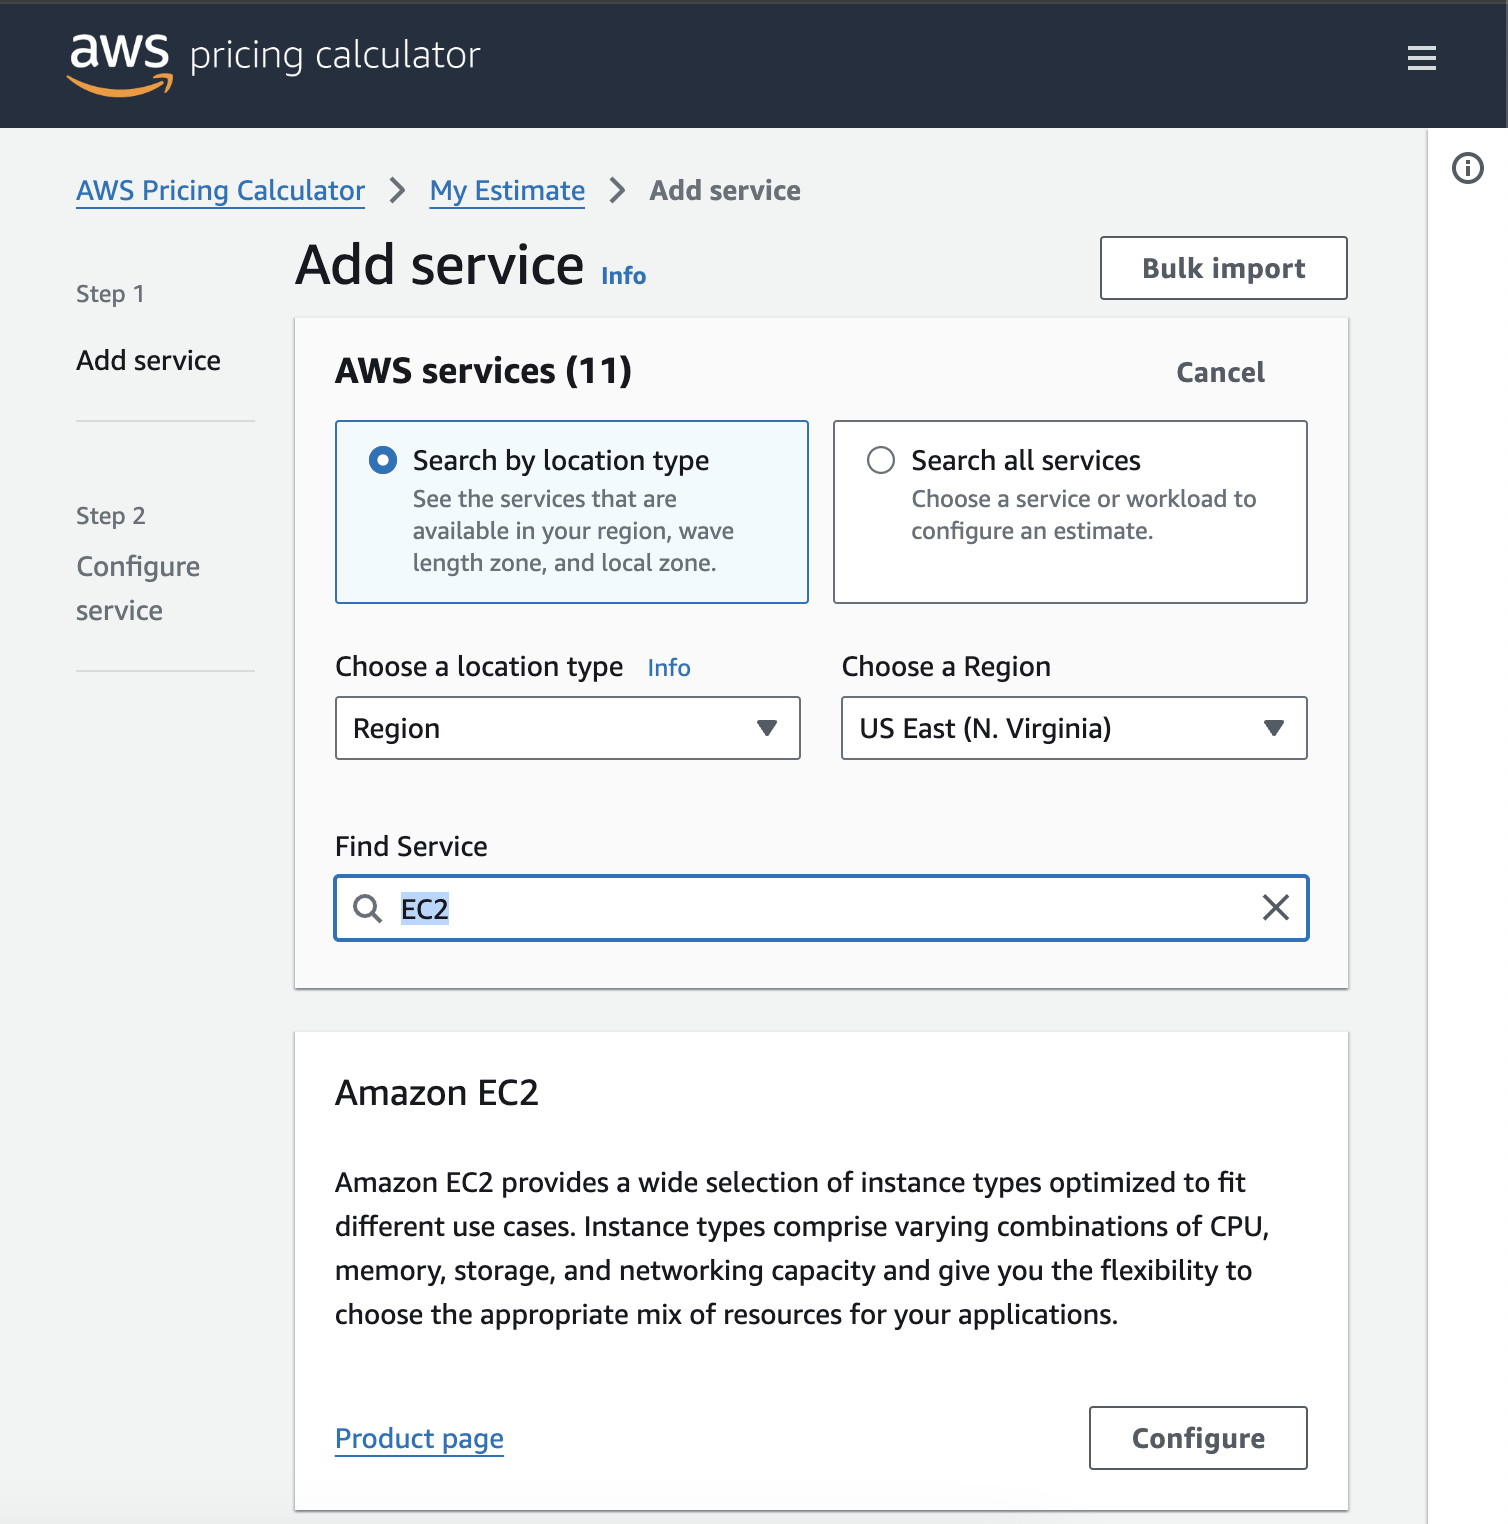 aws pricing calculator
AWS Pricing Calculator > My Estimate > Add service
Step 1
Add service
Step 2
Configure
service
Add service Info
Bulk import
AWS services (11)
Cancel
Search by location type
See the services that are
available in your region, wave
length zone, and local zone.
Search all services
Choose a service or workload to
configure an estimate.
Choose a location type Info
Region
Choose a Region
US East (N. Virginia)
Find Service
EC2
Amazon EC2
Amazon EC2 provides a wide selection of instance types optimized to fit
different use cases. Instance types comprise varying combinations of CPU,
memory, storage, and networking capacity and give you the flexibility to
choose the appropriate mix of resources for your applications.
Product page
Configure